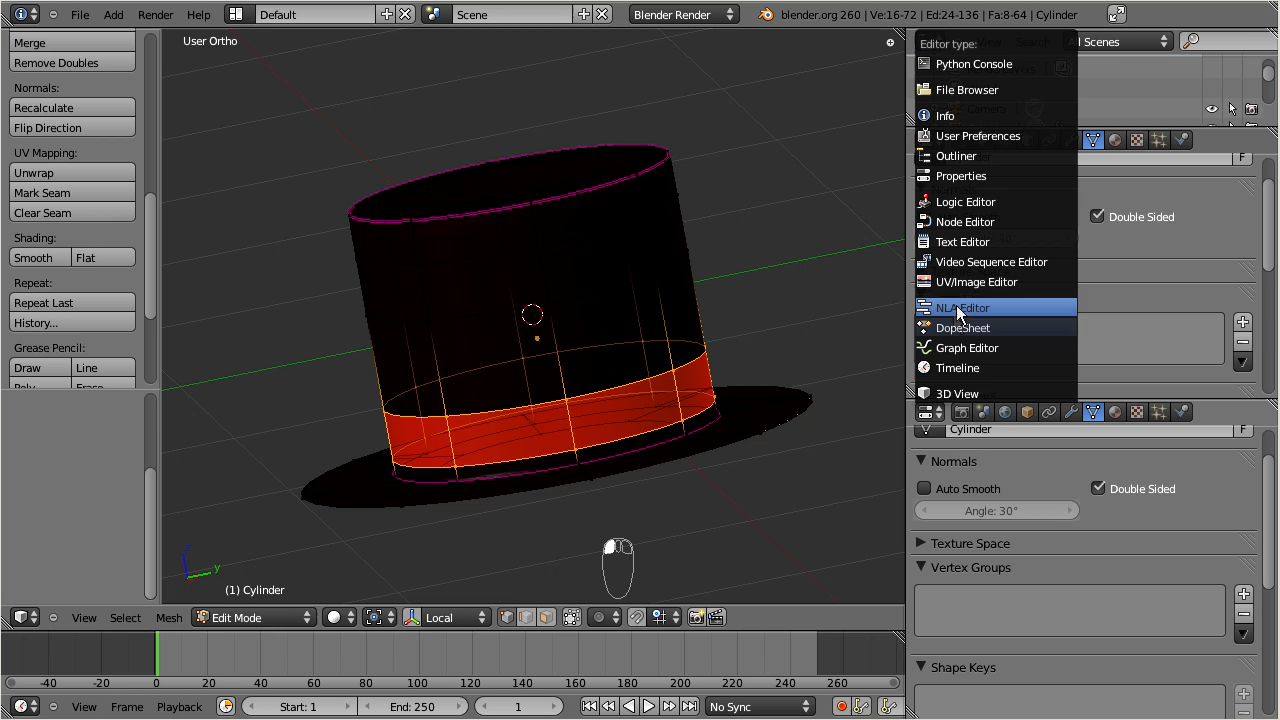 File Add Render Help Default Scene Blender Render blender.org 260 | Ve:16-72 | Ed:24-136 | Fa:8-64 | Cylinder
Merge
Remove Doubles
Normals:
Recalculate
Flip Direction
UV Mapping:
Unwrap
Mark Seam
Clear Seam
Shading:
Smooth Flat
Repeat:
Repeat Last
History...
Grease Pencil:
Draw Line
Poly Erase
User Ortho
(1) Cylinder
z
y
View Select Mesh Edit Mode Local
-40 -20 0 20 40 60 80 100 120 140 160 180 200 220 240 260
View Frame Playback Start: 1 End: 250 1 No Sync
All Scenes
Editor type:
Python Console
File Browser
Info
User Preferences
Outliner
Properties
Logic Editor
Node Editor
Text Editor
Video Sequence Editor
UV/Image Editor
NLA Editor
DopeSheet
Graph Editor
Timeline
3D View
F
Double Sided
Cylinder F
Normals
Auto Smooth Double Sided
Angle: 30°
Texture Space
Vertex Groups
Shape Keys